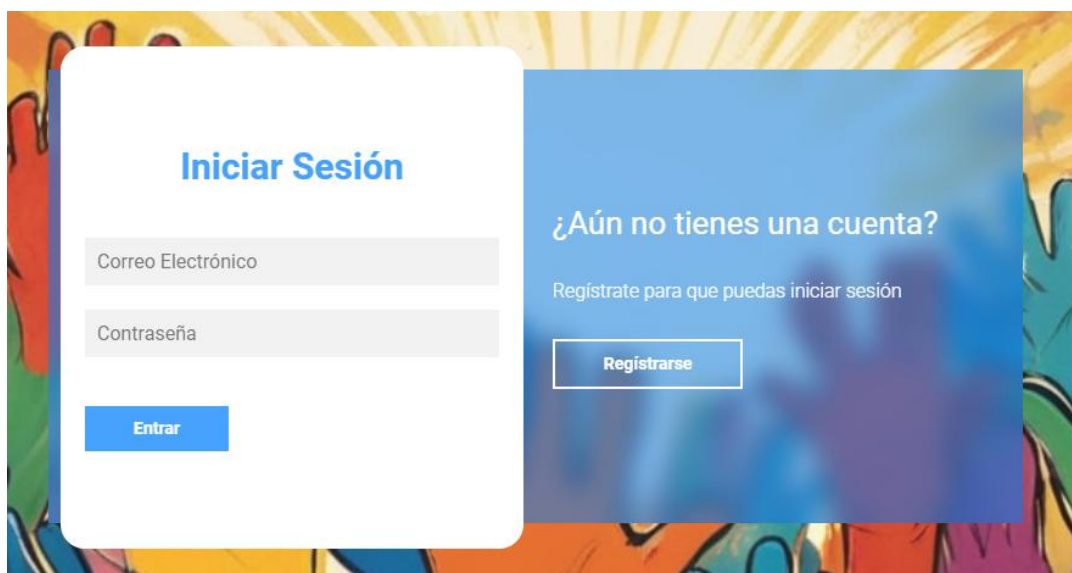 Iniciar Sesión
Correo Electrónico
Contraseña
Entrar
¿Aún no tienes una cuenta?
Regístrate para que puedas iniciar sesión
Regístrarse